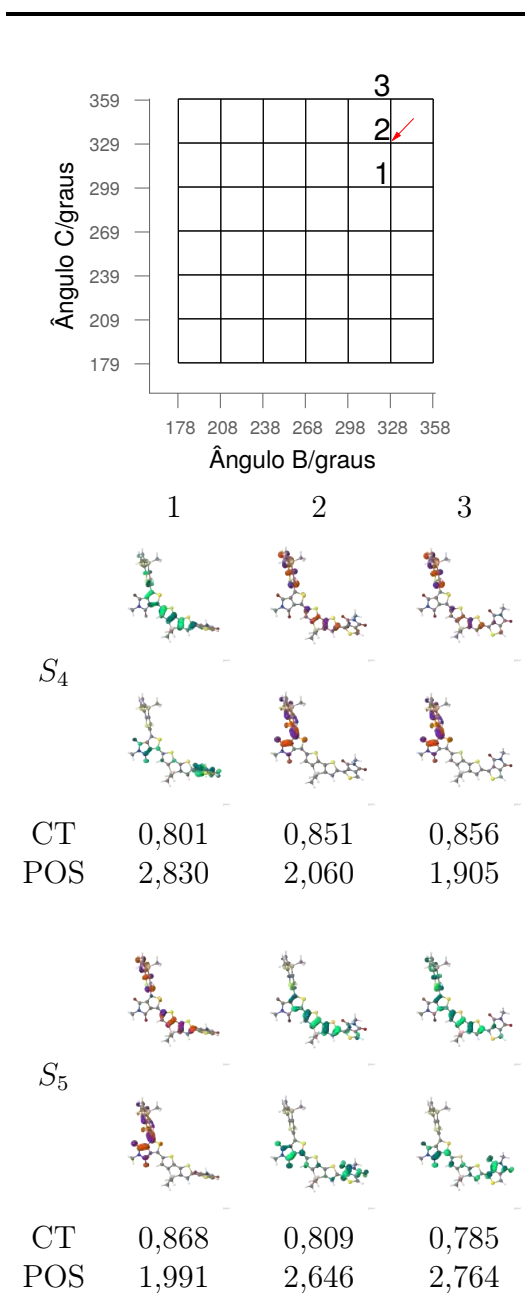 3
359
2
329
1
299
269
239
209
179
Ângulo C/graus
178 208 238 268 298 328 358
Ângulo B/graus
1 2 3
S₄
CT 0,801 0,851 0,856
POS 2,830 2,060 1,905
S₅
CT 0,868 0,809 0,785
POS 1,991 2,646 2,764